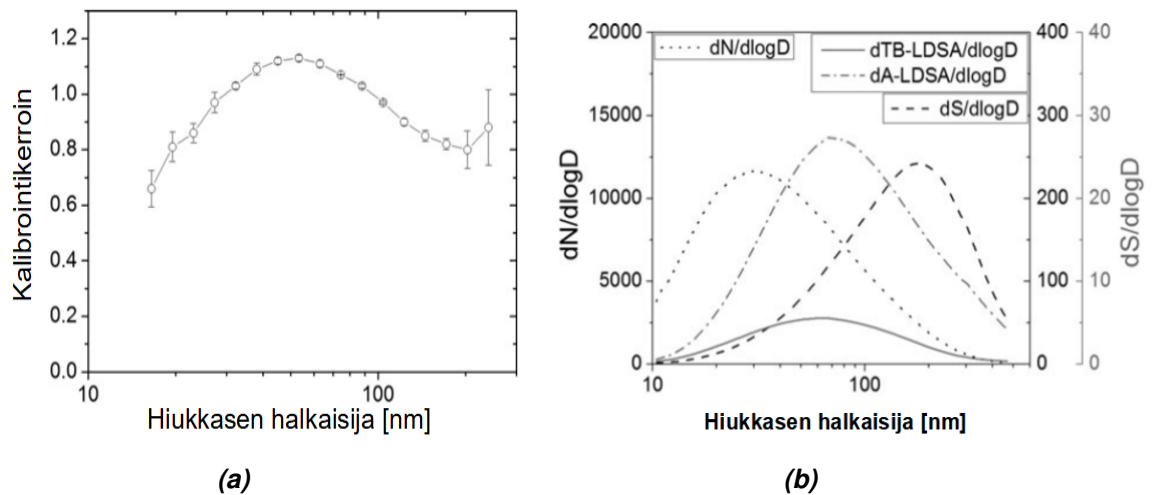 Kalibrointikerroin
1.2
1.0
0.8
0.6
0.4
0.2
0.0
10
100
Hiukkasen halkaisija [nm]
(a)
dN/dlogD
20000
15000
10000
5000
0
dN/dlogD
dTB-LDSA/dlogD
dA-LDSA/dlogD
dS/dlogD
400
300
200
100
0
40
30
20
10
0
dS/dlogD
10
100
Hiukkasen halkaisija [nm]
(b)